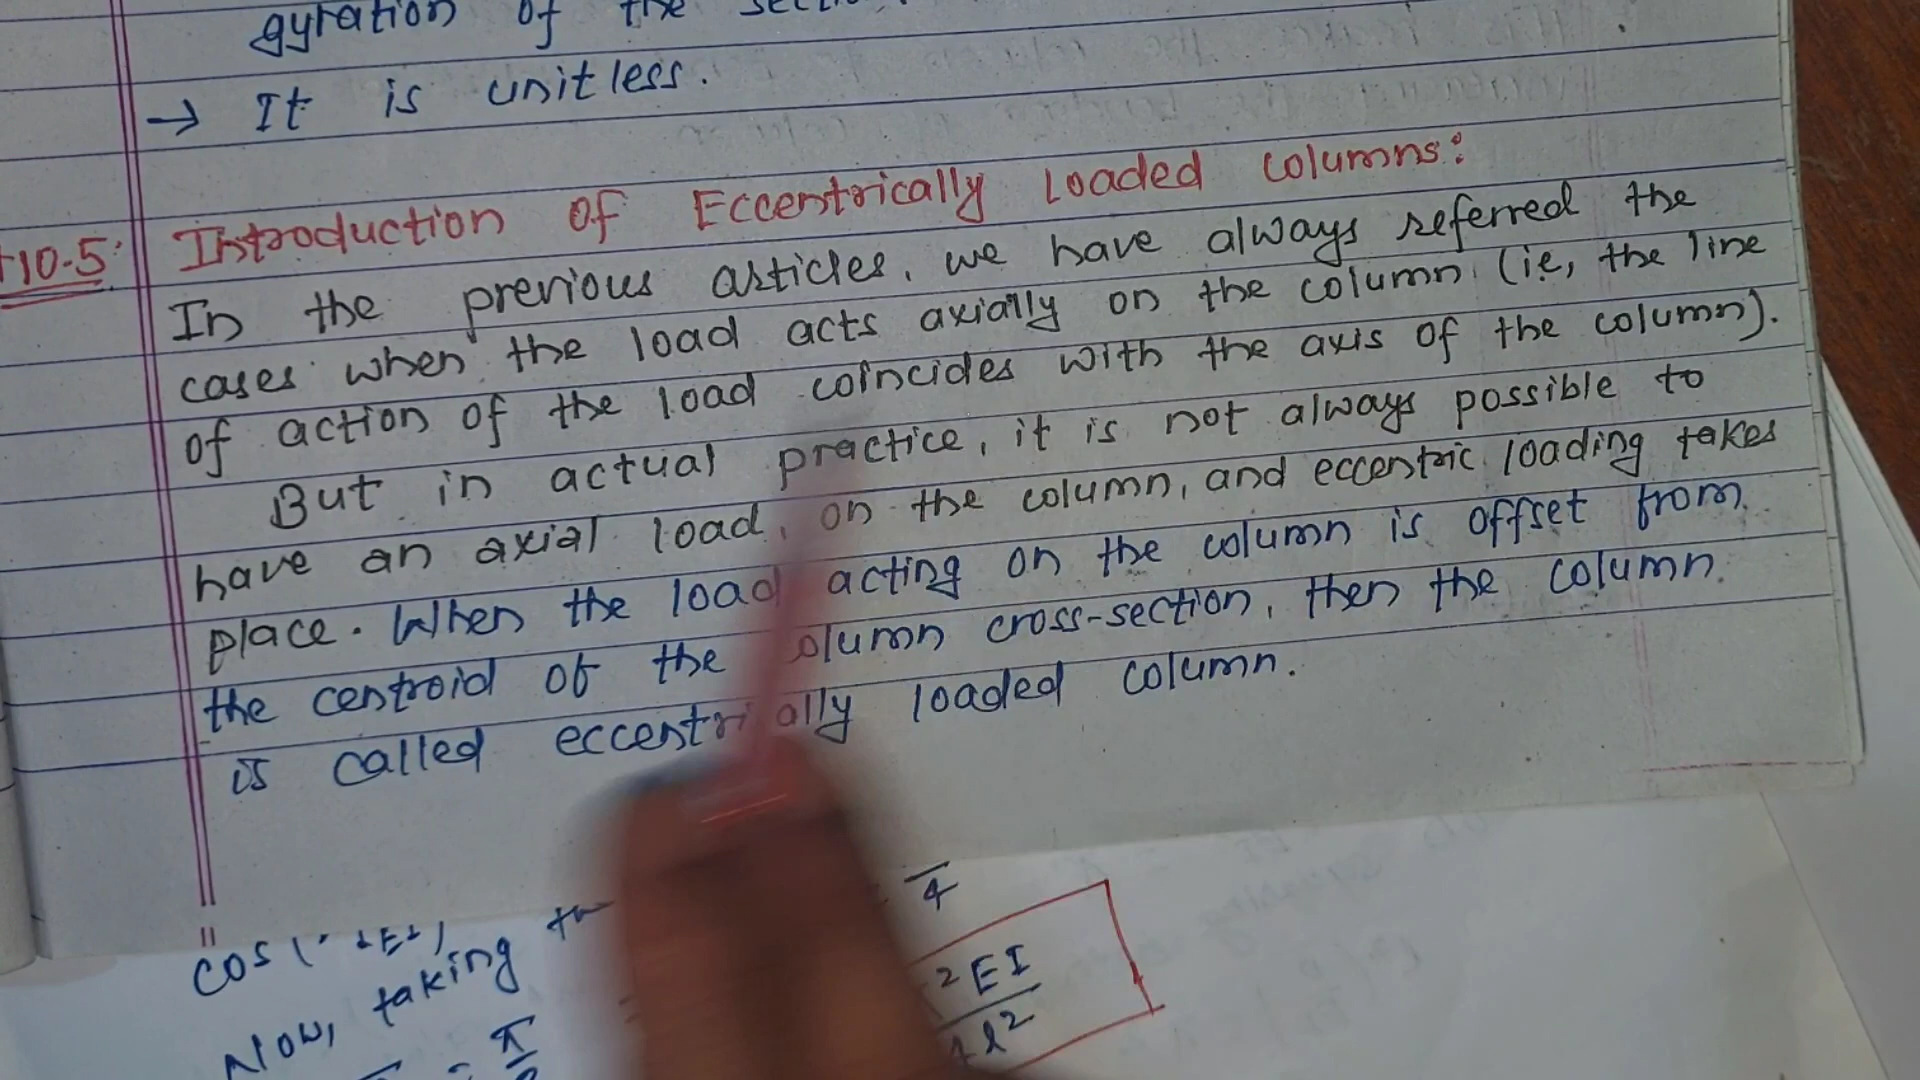 gyration of the
→ It is unitless.
10.5: Introduction of Eccentrically Loaded columns:
In the previous articles, we have always referred the
cases when the load acts axially on the column (ie, the line
of action of the load coincides with the axis of the column).
But in actual practice, it is not always possible to
have an axial load, on the column, and eccentric loading takes
place. When the load acting on the column is offset from
the centroid of the column cross-section, then the column
is called eccentrically loaded column.
cos (
Now, taking
π
4
2 EI
l2